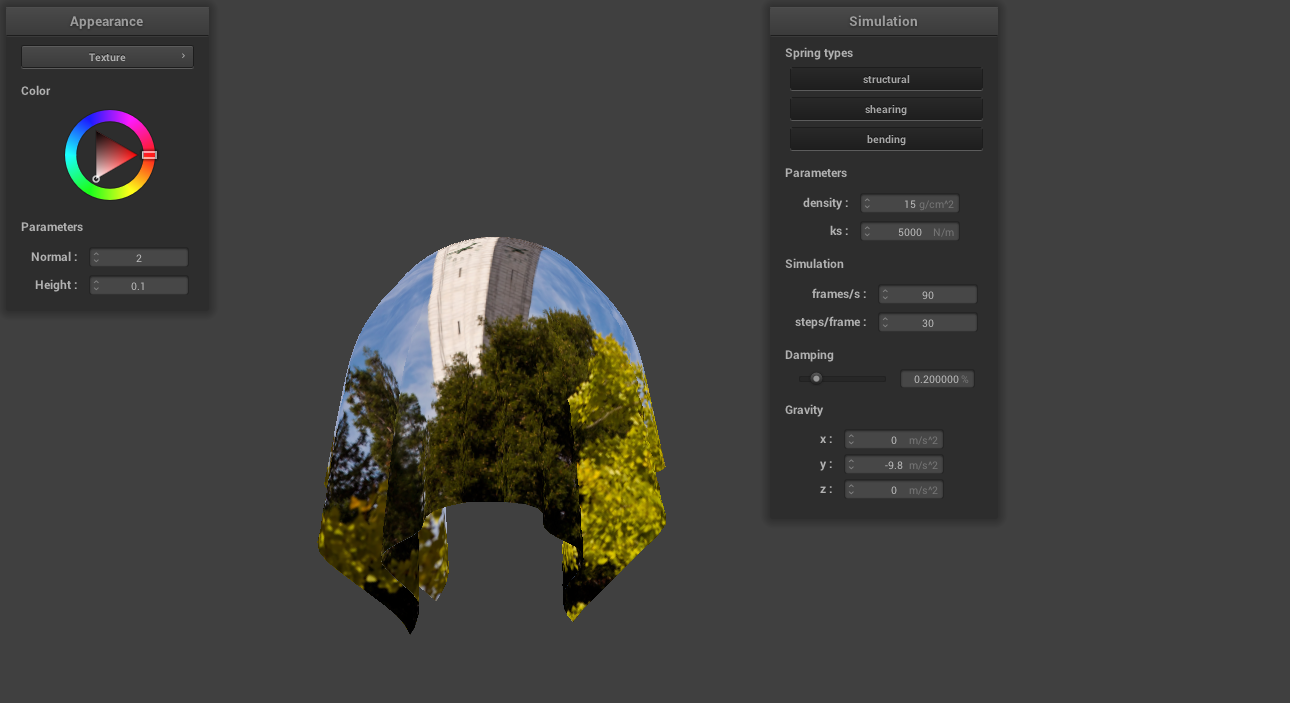 Appearance
Texture
Color
Parameters
Normal :
2
Height :
0.1
Simulation
Spring types
structural
shearing
bending
Parameters
density :
15 g/cm^2
ks :
5000 N/m
Simulation
frames/s :
90
steps/frame :
30
Damping
0.200000 %
Gravity
x :
0 m/s^2
y :
-9.8 m/s^2
z :
0 m/s^2